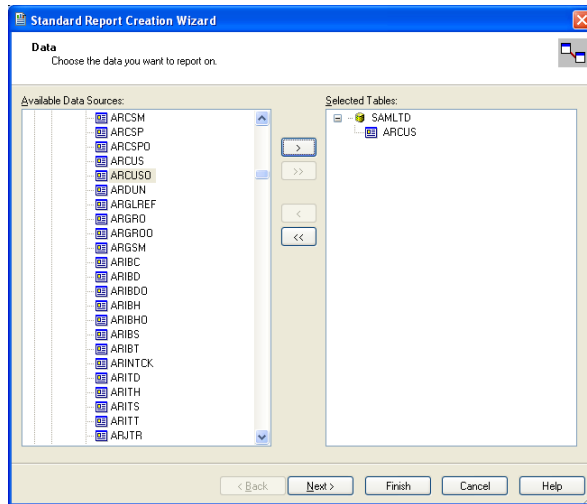 Standard Report Creation Wizard
Data
Choose the data you want to report on.
Available Data Sources:
ARCSM
ARCSP
ARCSPO
ARCUS
ARCUSO
ARDUN
ARGLREF
ARGRO
ARGROO
ARGSM
ARIBC
ARIBD
ARIBDO
ARIBH
ARIBHO
ARIBS
ARIBT
ARINTCK
ARITD
ARITH
ARITS
ARITT
ARJTR
>
>>
<
<<
Selected Tables:
SAMLTD
ARCUS
< Back
Next >
Finish
Cancel
Help